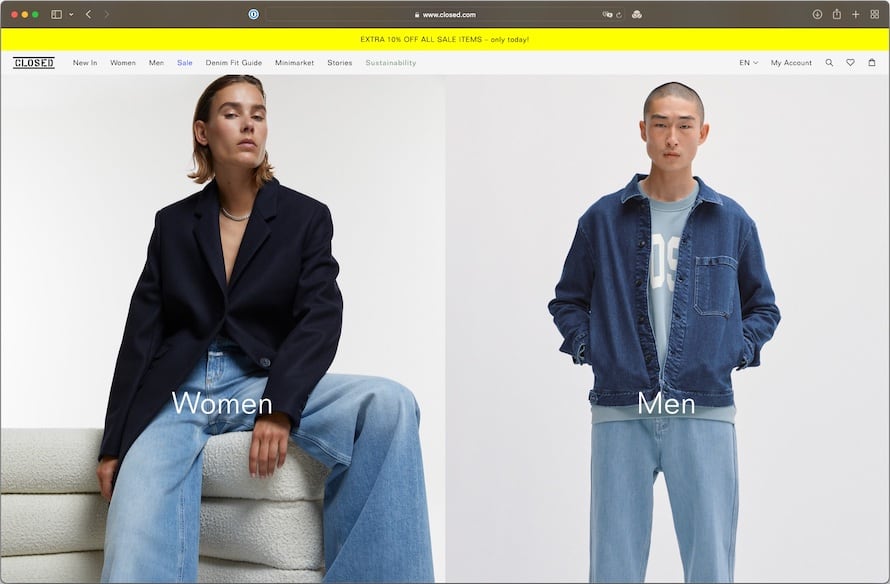 www.closed.com
EXTRA 10% OFF ALL SALE ITEMS – only today!
CLOSED New In Women Men Sale Denim Fit Guide Minimarket Stories Sustainability EN My Account
OS
Women Men